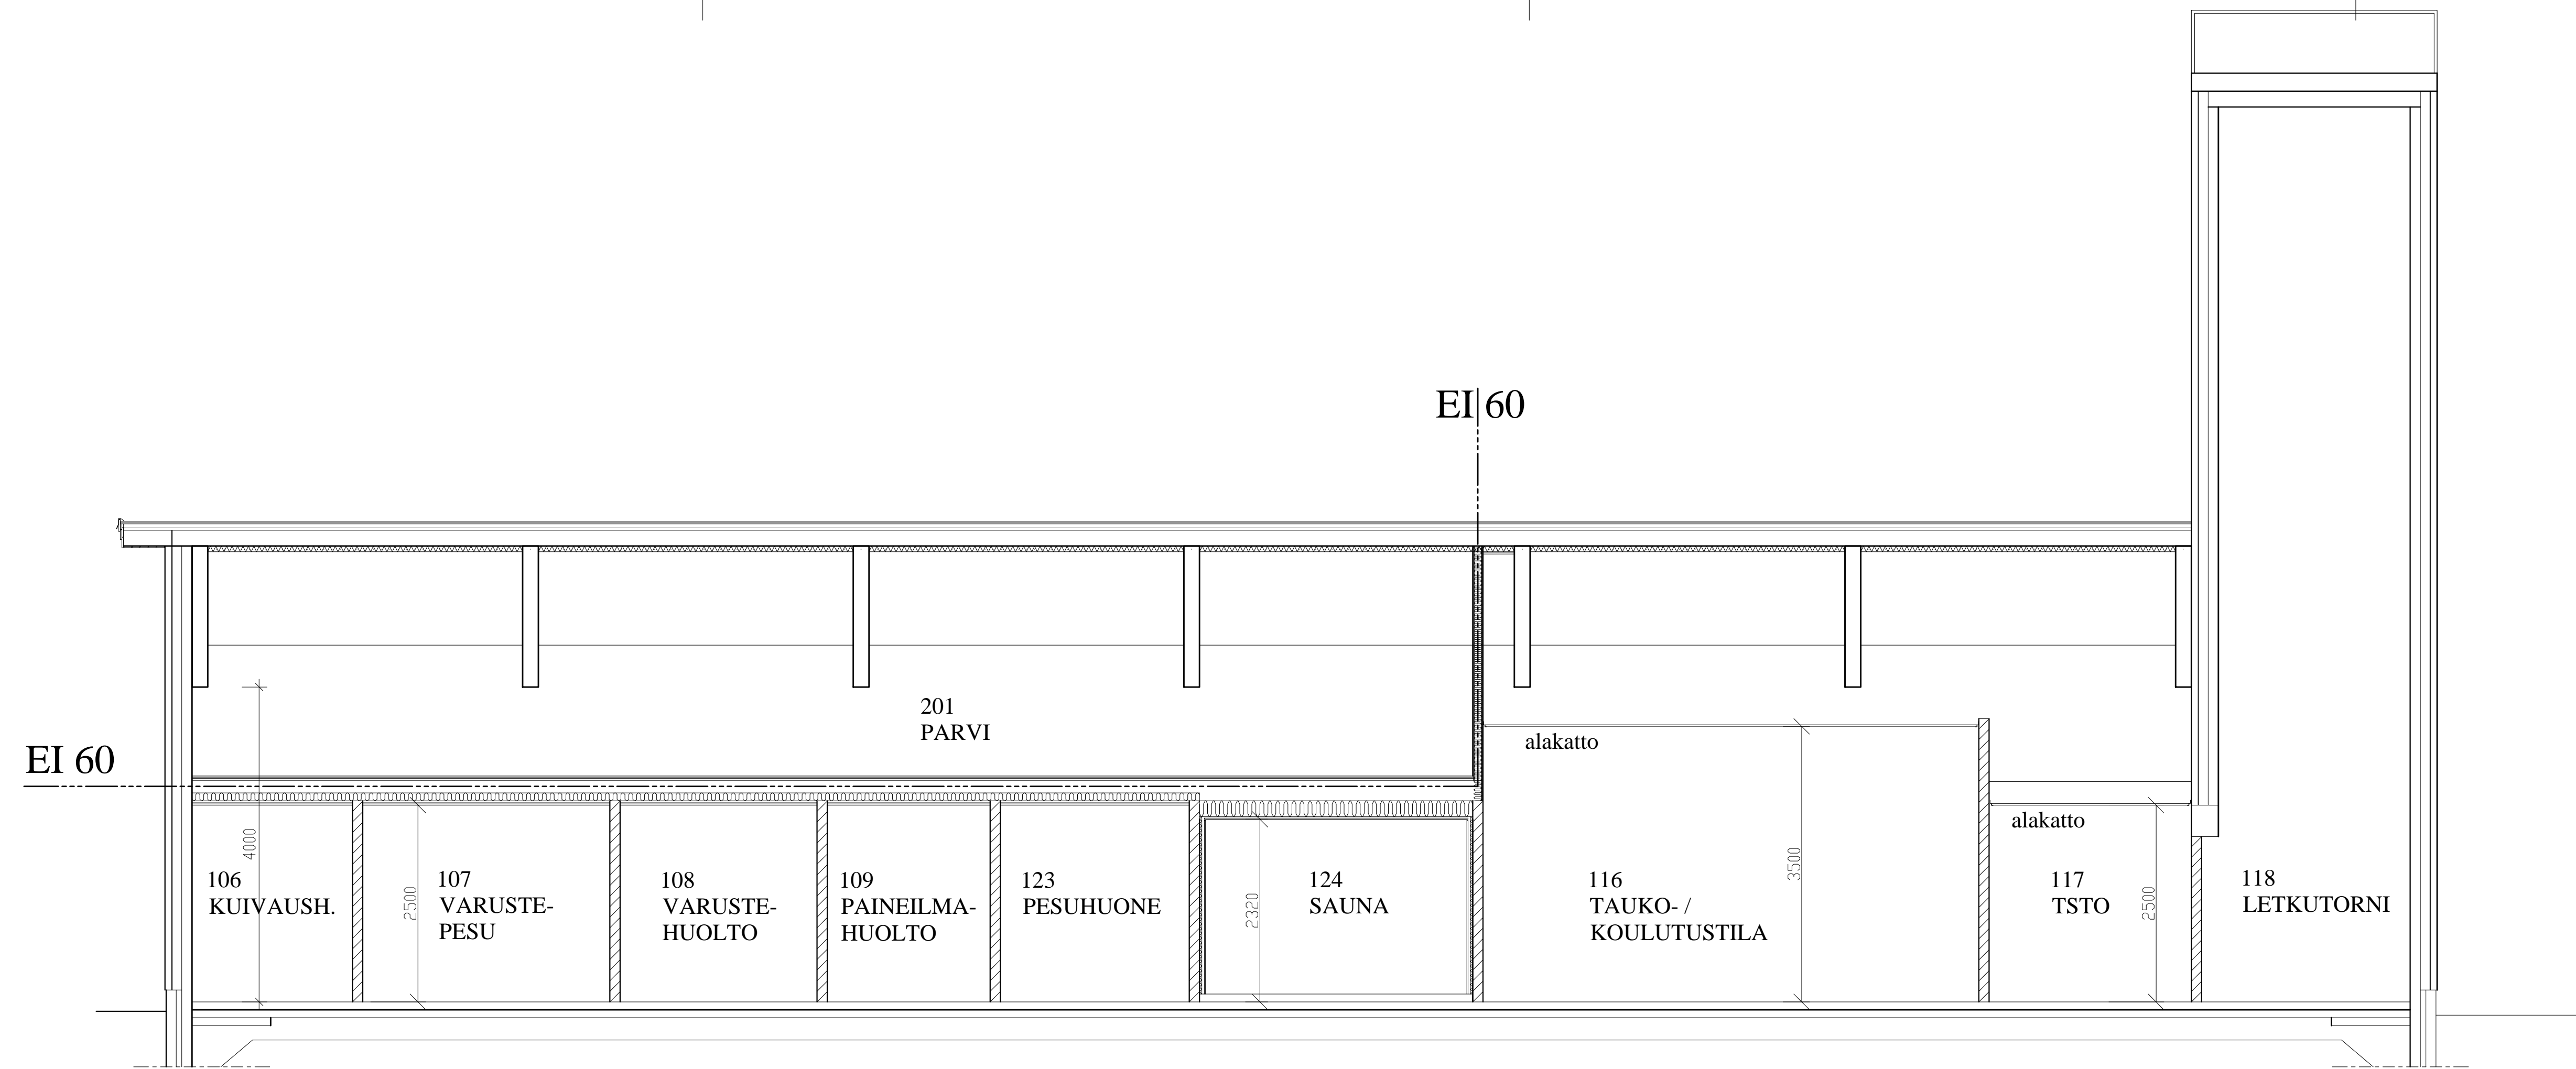 EI 60
201
PARVI
EI 60
alakatto
alakatto
4000
2500
2320
3500
2500
106
KUIVAUSH.
107
VARUSTE-
PESU
108
VARUSTE-
HUOLTO
109
PAINEILMA-
HUOLTO
123
PESUHUONE
124
SAUNA
116
TAUKO- /
KOULUTUSTILA
117
TSTO
118
LETKUTORNI